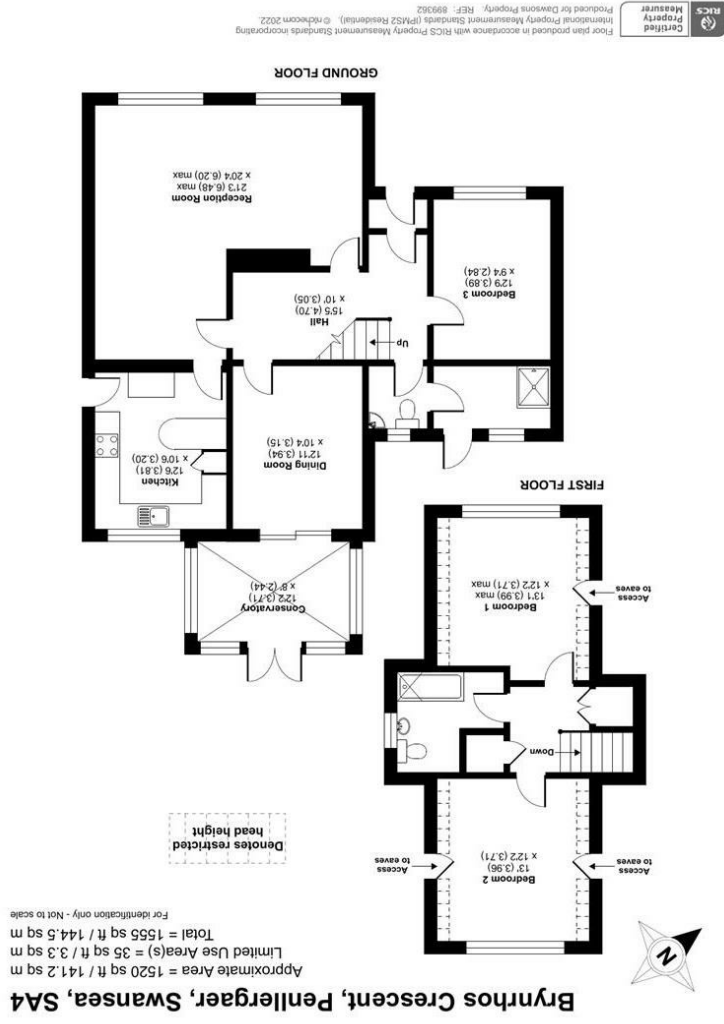 Brynrhos Crescent, Penllergaer, Swansea, SA4
Approximate Area = 1520 sq ft / 141.2 sq m
Limited Use Area(s) = 35 sq ft / 3.3 sq m
Total = 1555 sq ft / 144.5 sq m
For identification only - Not to scale
N
Denotes restricted
head height
Access
to eaves
Bedroom 2
13' (3.96)
x 12'2 (3.71)
Access
to eaves
Down
Access
to eaves
Bedroom 1
13'1 (3.99) max
x 12'2 (3.71) max
FIRST FLOOR
Conservatory
12'2 (3.71)
x 8' (2.44)
Kitchen
12'6 (3.81)
x 10'6 (3.20)
Dining Room
12'11 (3.94)
x 10'4 (3.15)
Up
Hall
15'5 (4.70)
x 10' (3.05)
Bedroom 3
12'9 (3.89)
x 9'4 (2.84)
Reception Room
21'3 (6.48) max
x 20'4 (6.20) max
GROUND FLOOR
RICS
Certified
Property
Measurer
Floor plan produced in accordance with RICS Property Measurement Standards incorporating
International Property Measurement Standards (IPMS2 Residential). © nichecom 2022.
Produced for Dawsons Property. REF: 899362